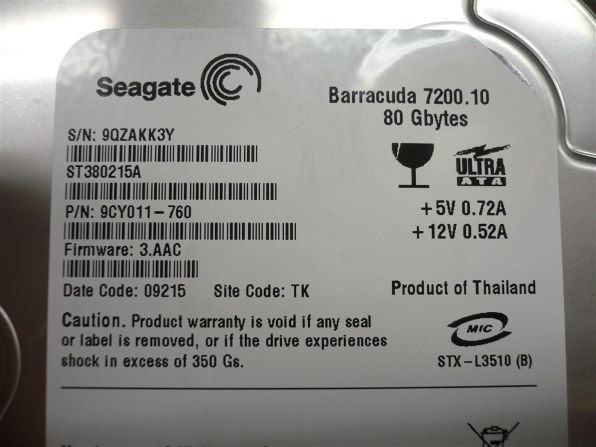 Seagate
Barracuda 7200.10
80 Gbytes
S/N: 9QZAKK3Y
ST380215A
P/N: 9CY011-760
Firmware: 3.AAC
Date Code: 09215 Site Code: TK
ULTRA
ATA
+5V 0.72A
+12V 0.52A
Product of Thailand
Caution. Product warranty is void if any seal
or label is removed, or if the drive experiences
shock in excess of 350 Gs.
MIC
STX-L3510 (B)